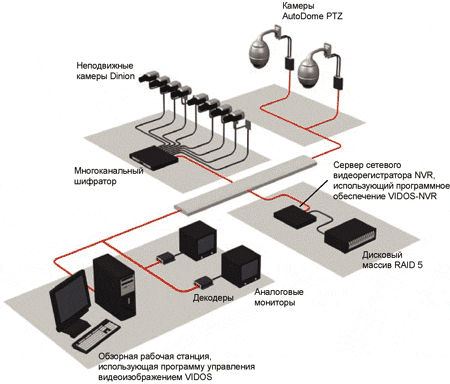 Камеры
AutoDome PTZ
Неподвижные
камеры Dinion
Многоканальный
шифратор
Сервер сетевого
видеорегистратора NVR,
использующий программное
обеспечение VIDOS-NVR
Дисковый
массив RAID 5
Декодеры
Аналоговые
мониторы
Обзорная рабочая станция,
использующая программу управления
видеоизображением VIDOS